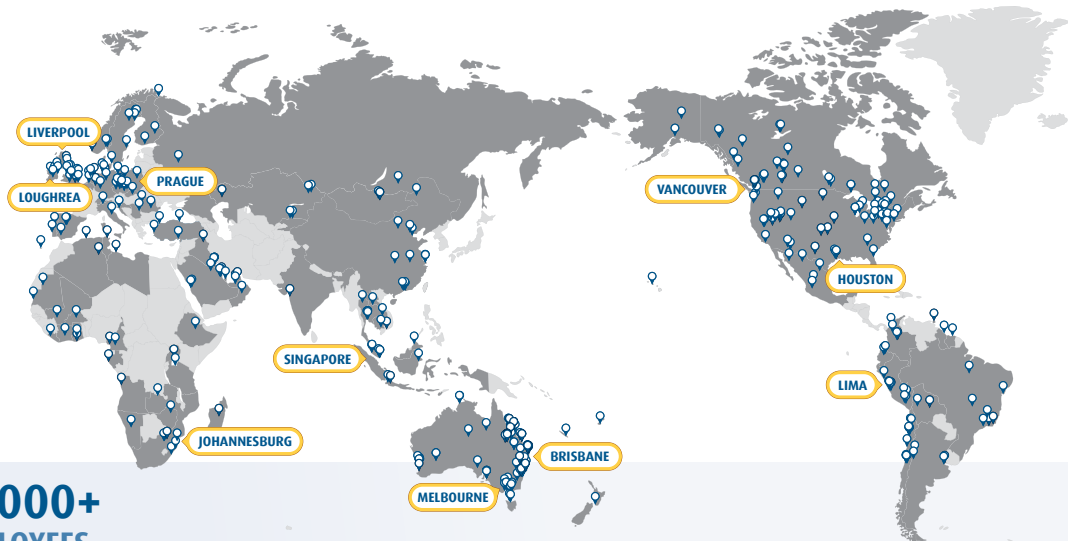 LIVERPOOL
PRAGUE
LOUGHREA
VANCOUVER
HOUSTON
SINGAPORE
LIMA
JOHANNESBURG
BRISBANE
MELBOURNE
000+